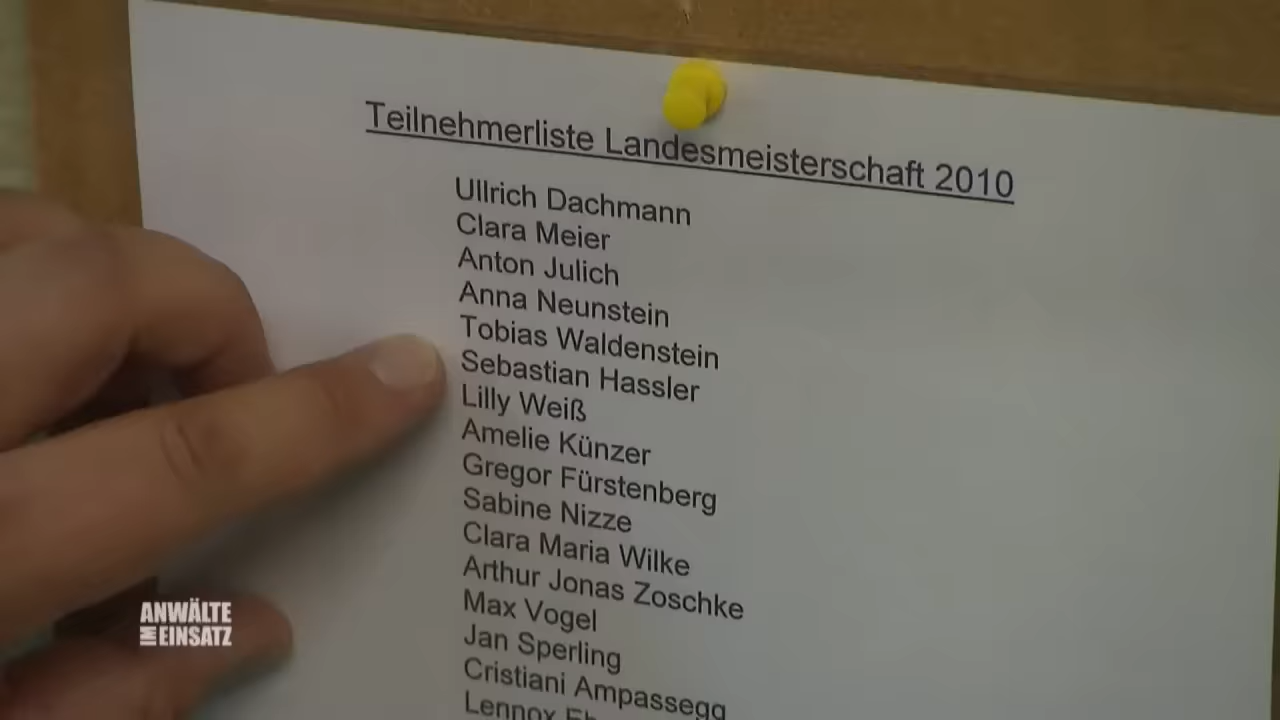 Teilnehmerliste Landesmeisterschaft 2010
Ullrich Dachmann
Clara Meier
Anton Julich
Anna Neunstein
Tobias Waldenstein
Sebastian Hassler
Lilly Weiß
Amelie Künzer
Gregor Fürstenberg
Sabine Nizze
Clara Maria Wilke
Arthur Jonas Zoschke
Max Vogel
Jan Sperling
Cristiani Ampassegg
Lennox
ANWÄLTE
IM EINSATZ